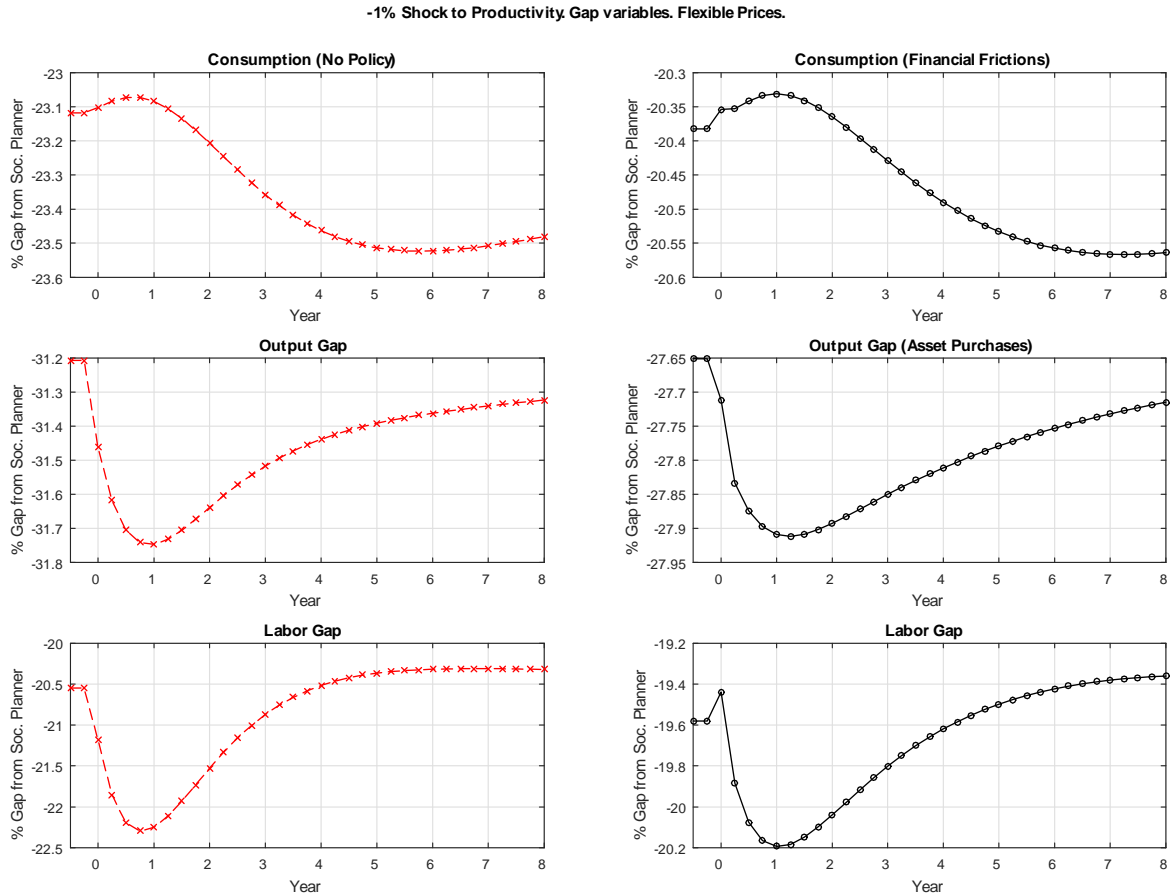 -1% Shock to Productivity. Gap variables. Flexible Prices.
Consumption (No Policy)
% Gap from Soc. Planner
-23
-23.1
-23.2
-23.3
-23.4
-23.5
-23.6
0 1 2 3 4 5 6 7 8
Year
Consumption (Financial Frictions)
% Gap from Soc. Planner
-20.3
-20.35
-20.4
-20.45
-20.5
-20.55
-20.6
0 1 2 3 4 5 6 7 8
Year
Output Gap
% Gap from Soc. Planner
-31.2
-31.3
-31.4
-31.5
-31.6
-31.7
-31.8
0 1 2 3 4 5 6 7 8
Year
Output Gap (Asset Purchases)
% Gap from Soc. Planner
-27.65
-27.7
-27.75
-27.8
-27.85
-27.9
-27.95
0 1 2 3 4 5 6 7 8
Year
Labor Gap
% Gap from Soc. Planner
-20
-20.5
-21
-21.5
-22
-22.5
0 1 2 3 4 5 6 7 8
Year
Labor Gap
% Gap from Soc. Planner
-19.2
-19.4
-19.6
-19.8
-20
-20.2
0 1 2 3 4 5 6 7 8
Year